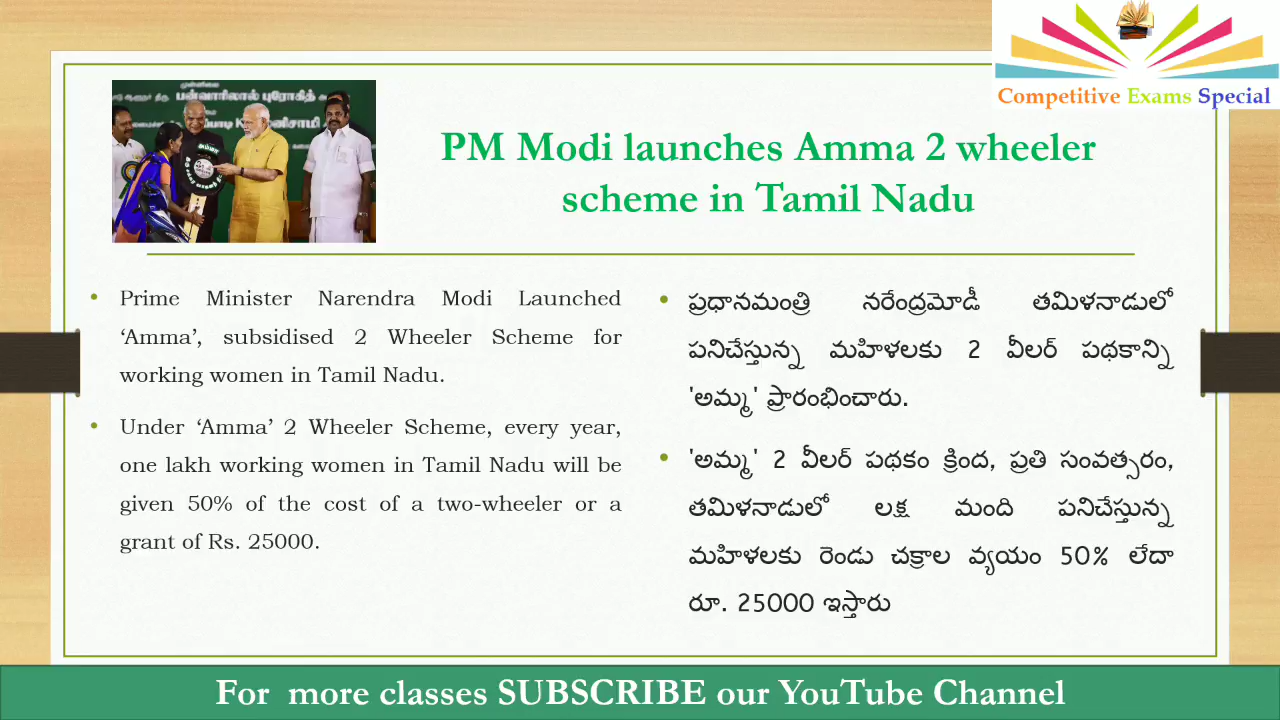 Competitive Exams Special
முன்னிலை
பன்வாரிலால் புரோகித்
PM Modi launches Amma 2 wheeler
scheme in Tamil Nadu
• Prime Minister Narendra Modi Launched
‘Amma’, subsidised 2 Wheeler Scheme for
working women in Tamil Nadu.
• Under ‘Amma’ 2 Wheeler Scheme, every year,
one lakh working women in Tamil Nadu will be
given 50% of the cost of a two-wheeler or a
grant of Rs. 25000.
• ప్రధానమంత్రి నరేంద్రమోడీ తమిళనాడులో
పనిచేస్తున్న మహిళలకు 2 వీలర్ పథకాన్ని
'అమ్మ' ప్రారంభించారు.
• 'అమ్మ' 2 వీలర్ పథకం క్రింద, ప్రతి సంవత్సరం,
తమిళనాడులో లక్ష మంది పనిచేస్తున్న
మహిళలకు రెండు చక్రాల వ్యయం 50% లేదా
రూ. 25000 ఇస్తారు
For more classes SUBSCRIBE our YouTube Channel